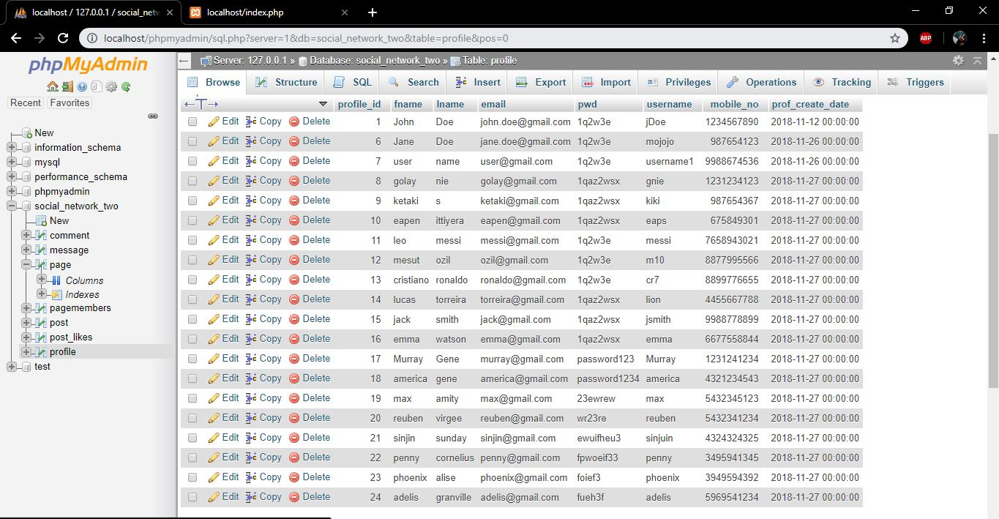 localhost / 127.0.0.1 / social_netw
localhost/index.php
localhost/phpmyadmin/sql.php?server=1&db=social_network_two&table=profile&pos=0
ABP
phpMyAdmin
Recent Favorites
New
information_schema
mysql
performance_schema
phpmyadmin
social_network_two
New
comment
message
page
Columns
Indexes
pagemembers
post
post_likes
profile
test
Server: 127.0.0.1 » Database: social_network_two » Table: profile
Browse Structure SQL Search Insert Export Import Privileges Operations Tracking Triggers
←T→ profile_id fname lname email pwd username mobile_no prof_create_date
Edit Copy Delete 1 John Doe john.doe@gmail.com 1q2w3e jDoe 1234567890 2018-11-12 00:00:00
Edit Copy Delete 6 Jane Doe jane.doe@gmail.com 1q2w3e mojojo 987654123 2018-11-26 00:00:00
Edit Copy Delete 7 user name user@gmail.com 1q2w3e username1 9988674536 2018-11-26 00:00:00
Edit Copy Delete 8 golay nie golay@gmail.com 1qaz2wsx gnie 1231234123 2018-11-27 00:00:00
Edit Copy Delete 9 ketaki s ketaki@gmail.com 1qaz2wsx kiki 987654367 2018-11-27 00:00:00
Edit Copy Delete 10 eapen ittiyera eapen@gmail.com 1qaz2wsx eaps 675849301 2018-11-27 00:00:00
Edit Copy Delete 11 leo messi messi@gmail.com 1q2w3e messi 7658943021 2018-11-27 00:00:00
Edit Copy Delete 12 mesut ozil ozil@gmail.com 1q2w3e m10 8877995566 2018-11-27 00:00:00
Edit Copy Delete 13 cristiano ronaldo ronaldo@gmail.com 1q2w3e cr7 8899776655 2018-11-27 00:00:00
Edit Copy Delete 14 lucas torreira torreira@gmail.com 1qaz2wsx lion 4455667788 2018-11-27 00:00:00
Edit Copy Delete 15 jack smith jack@gmail.com 1qaz2wsx jsmith 9988778899 2018-11-27 00:00:00
Edit Copy Delete 16 emma watson emma@gmail.com 1qaz2wsx emma 6677558844 2018-11-27 00:00:00
Edit Copy Delete 17 Murray Gene murray@gmail.com password123 Murray 1231241234 2018-11-27 00:00:00
Edit Copy Delete 18 america gene america@gmail.com password1234 america 4321234543 2018-11-27 00:00:00
Edit Copy Delete 19 max amity max@gmail.com 23ewrew max 5432345123 2018-11-27 00:00:00
Edit Copy Delete 20 reuben virgee reuben@gmail.com wr23re reuben 5432341234 2018-11-27 00:00:00
Edit Copy Delete 21 sinjin sunday sinjin@gmail.com ewuifheu3 sinjuin 4324324325 2018-11-27 00:00:00
Edit Copy Delete 22 penny cornelius penny@gmail.com fpwoeif33 penny 3495941345 2018-11-27 00:00:00
Edit Copy Delete 23 phoenix alise phoenix@gmail.com foief3 phoenix 3949594392 2018-11-27 00:00:00
Edit Copy Delete 24 adelis granville adelis@gmail.com fueh3f adelis 5969541234 2018-11-27 00:00:00